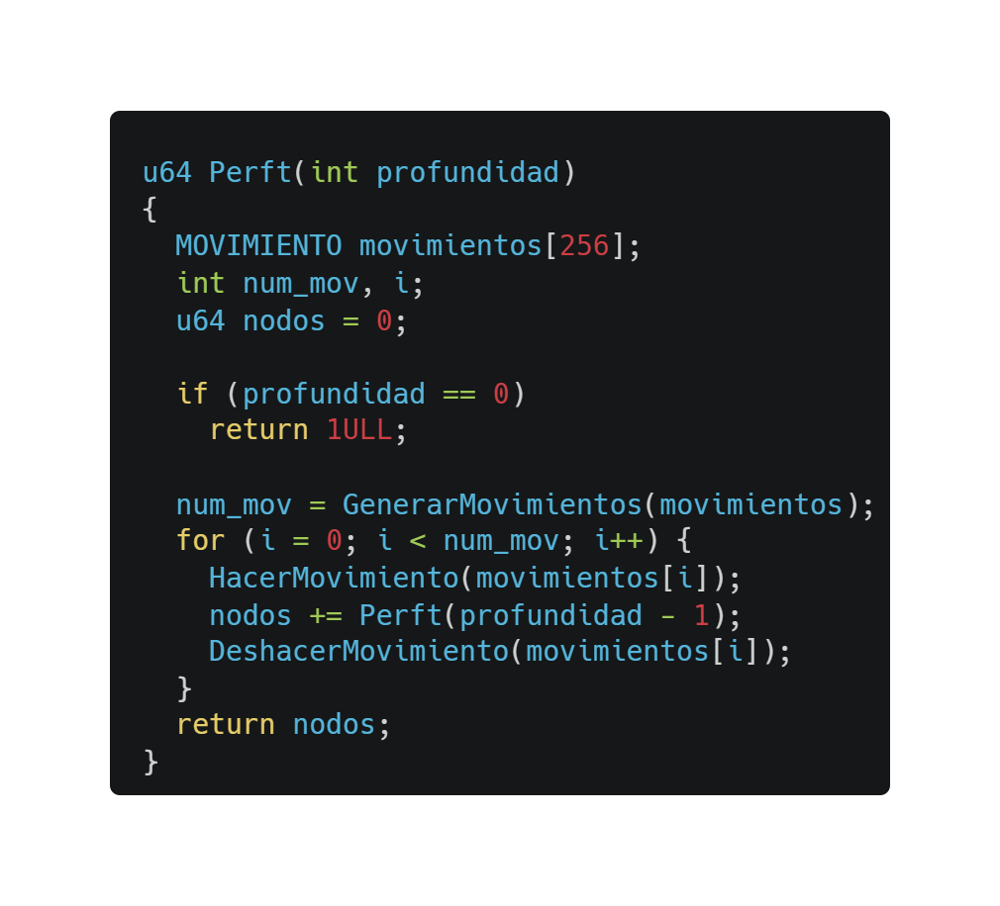 u64 Perft(int profundidad)
{
  MOVIMIENTO movimientos[256];
  int num_mov, i;
  u64 nodos = 0;

  if (profundidad == 0)
    return 1ULL;

  num_mov = GenerarMovimientos(movimientos);
  for (i = 0; i < num_mov; i++) {
    HacerMovimiento(movimientos[i]);
    nodos += Perft(profundidad - 1);
    DeshacerMovimiento(movimientos[i]);
  }
  return nodos;
}